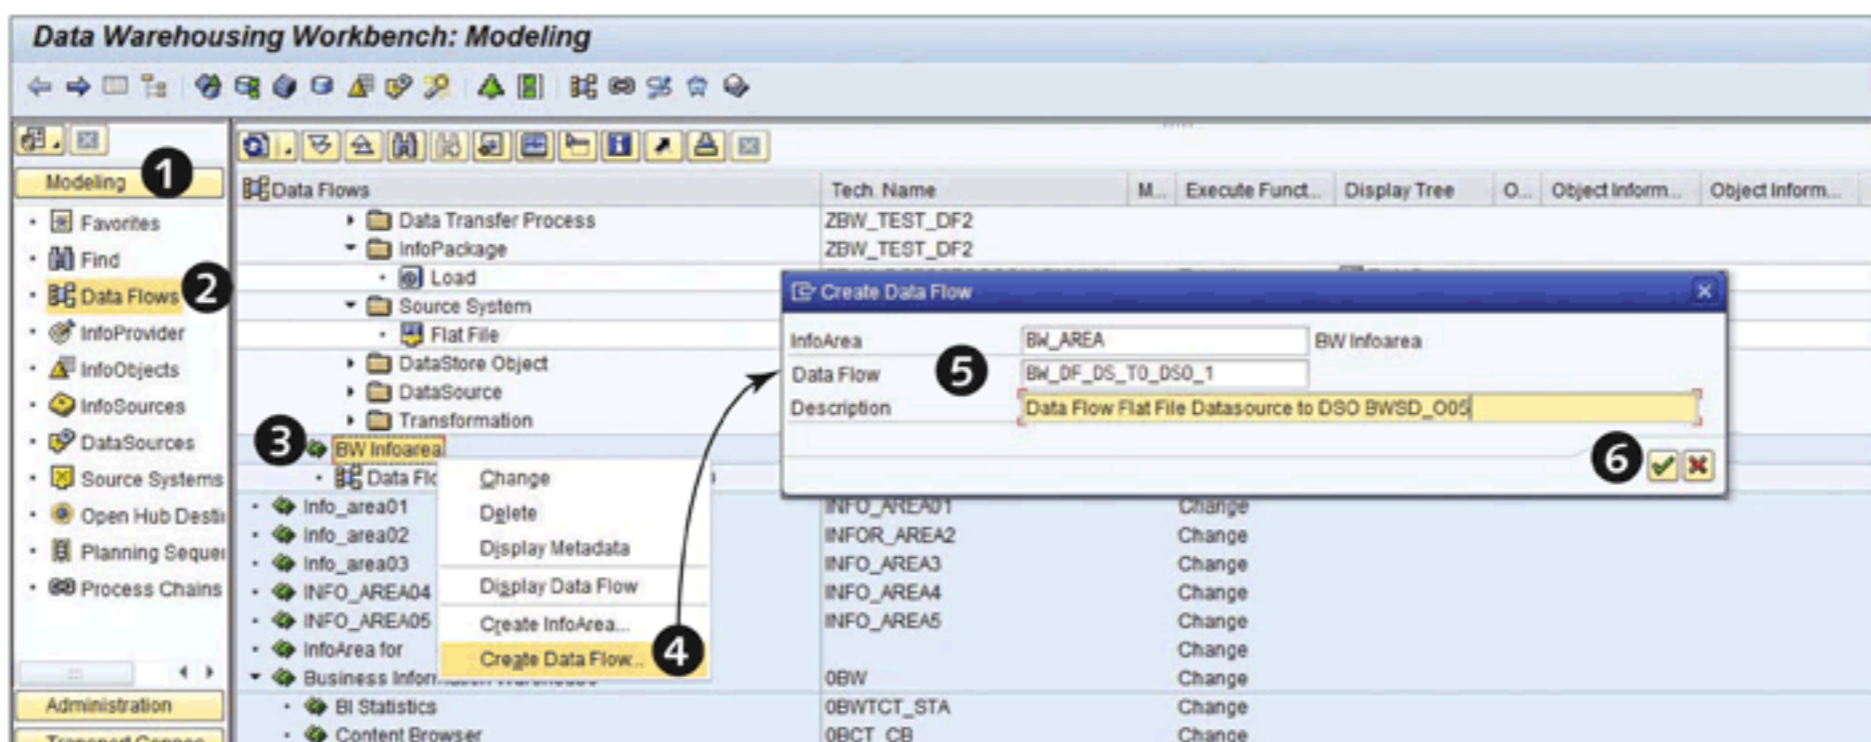 Data Warehousing Workbench: Modeling
Modeling 1
Favorites
Find
Data Flows 2
InfoProvider
InfoObjects
InfoSources
DataSources
Source Systems
Open Hub Desti
Planning Sequen
Process Chains
Administration
Data Flows Tech. Name M... Execute Funct... Display Tree O... Object Inform... Object Inform...
Data Transfer Process ZBW_TEST_DF2
InfoPackage ZBW_TEST_DF2
Load
Source System
Flat File
DataStore Object
DataSource
Transformation
3 BW Infoarea
Data Flo
Info_area01 INFO_AREA01 Change
Info_area02 INFOR_AREA2 Change
Info_area03 INFO_AREA3 Change
INFO_AREA04 INFO_AREA4 Change
INFO_AREA05 INFO_AREA5 Change
InfoArea for Change
Business Information Warehouse 0BW Change
BI Statistics 0BWTCT_STA Change
Content Browser 0BCT_CB Change
Change
Delete
Display Metadata
Display Data Flow
Create InfoArea...
Create Data Flow... 4
Create Data Flow
InfoArea BW_AREA BW Infoarea
Data Flow 5 BW_DF_DS_TO_DSO_1
Description Data Flow Flat File Datasource to DSO BWSD_O05
6